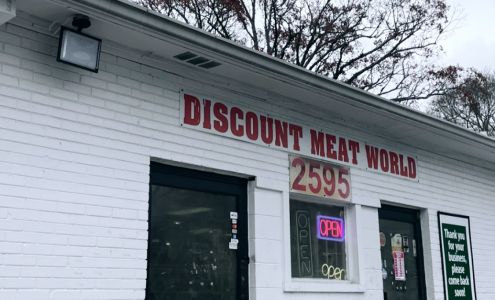 DISCOUNT MEAT WORLD
2595
OPEN
OPEN
open
Thank you
for your
business,
please
come back
soon!